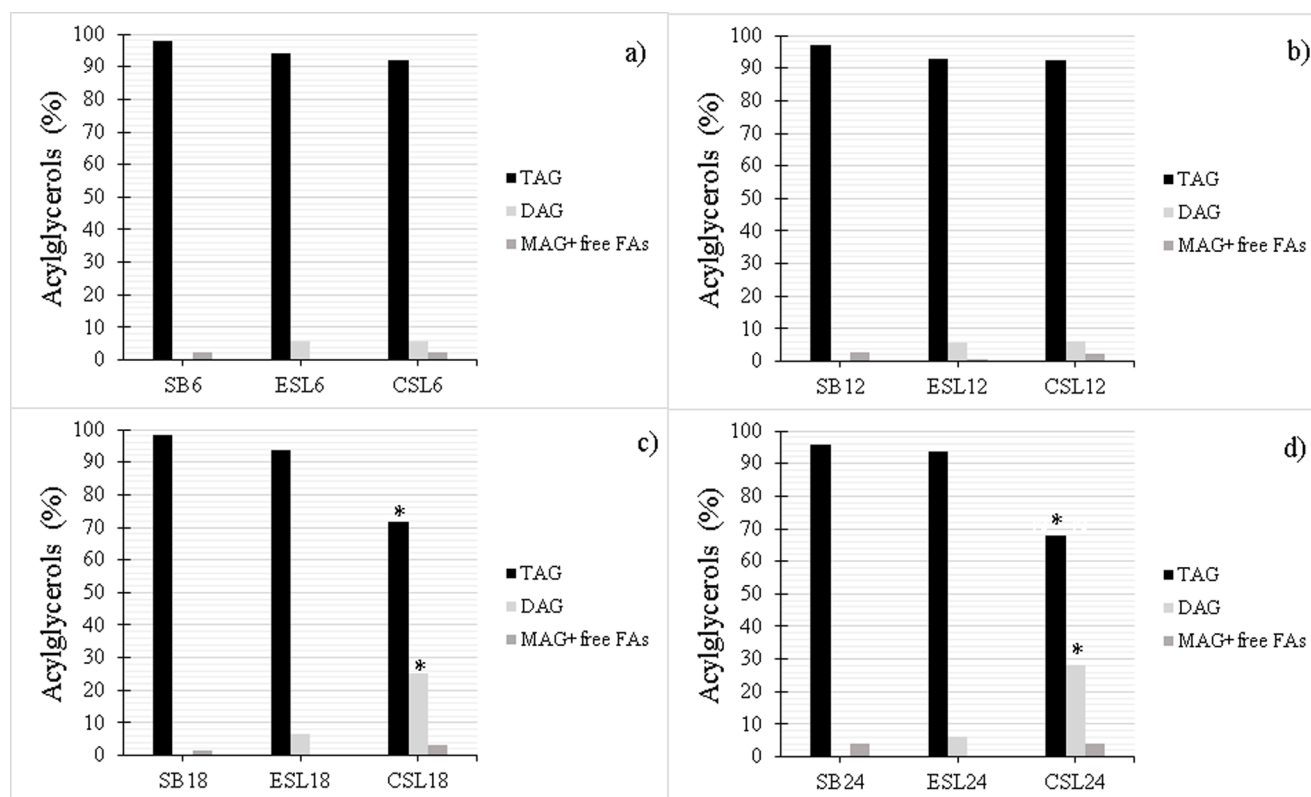 a)
Acylglycerols (%)
100
90
80
70
60
50
40
30
20
10
0
SB6 ESL6 CSL6
TAG
DAG
MAG+free FAs
b)
Acylglycerols (%)
100
90
80
70
60
50
40
30
20
10
0
SB12 ESL12 CSL12
TAG
DAG
MAG+free FAs
c)
Acylglycerols (%)
100
90
80
70
60
50
40
30
20
10
0
*
*
SB18 ESL18 CSL18
TAG
DAG
MAG+free FAs
d)
Acylglycerols (%)
100
90
80
70
60
50
40
30
20
10
0
*
*
SB24 ESL24 CSL24
TAG
DAG
MAG+free FAs